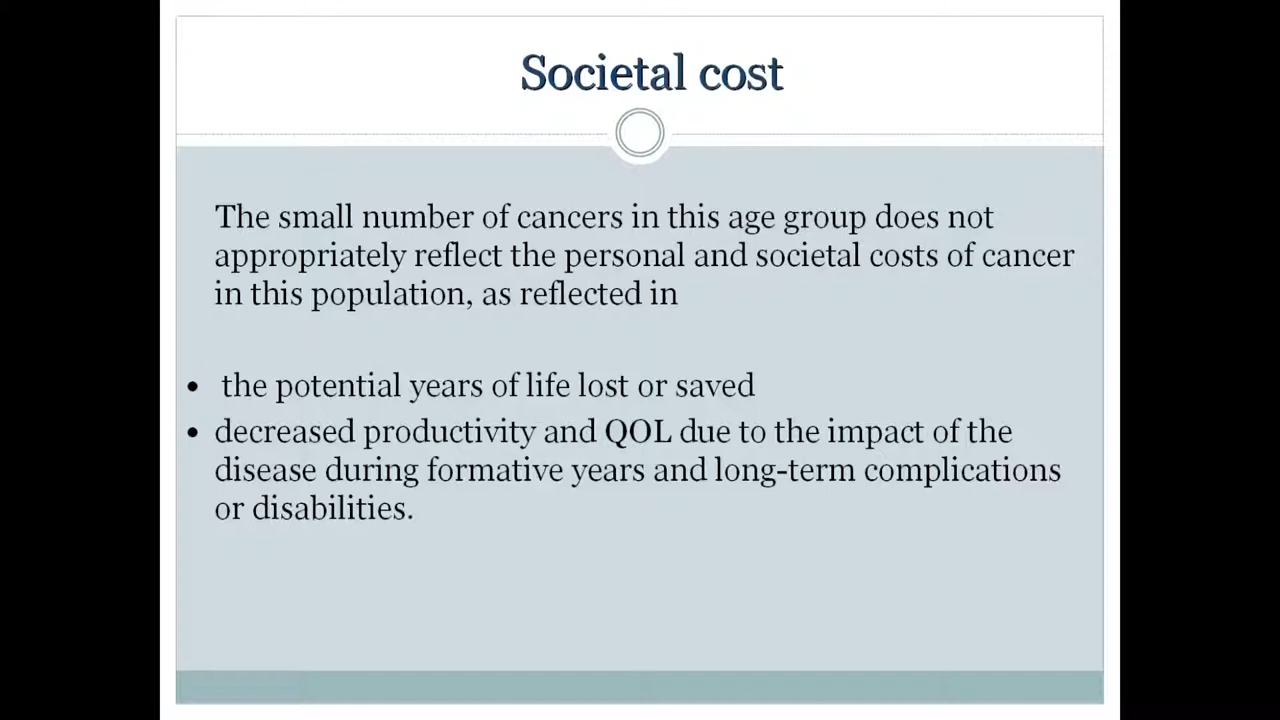 Societal cost
The small number of cancers in this age group does not
appropriately reflect the personal and societal costs of cancer
in this population, as reflected in
• the potential years of life lost or saved
• decreased productivity and QOL due to the impact of the
disease during formative years and long-term complications
or disabilities.